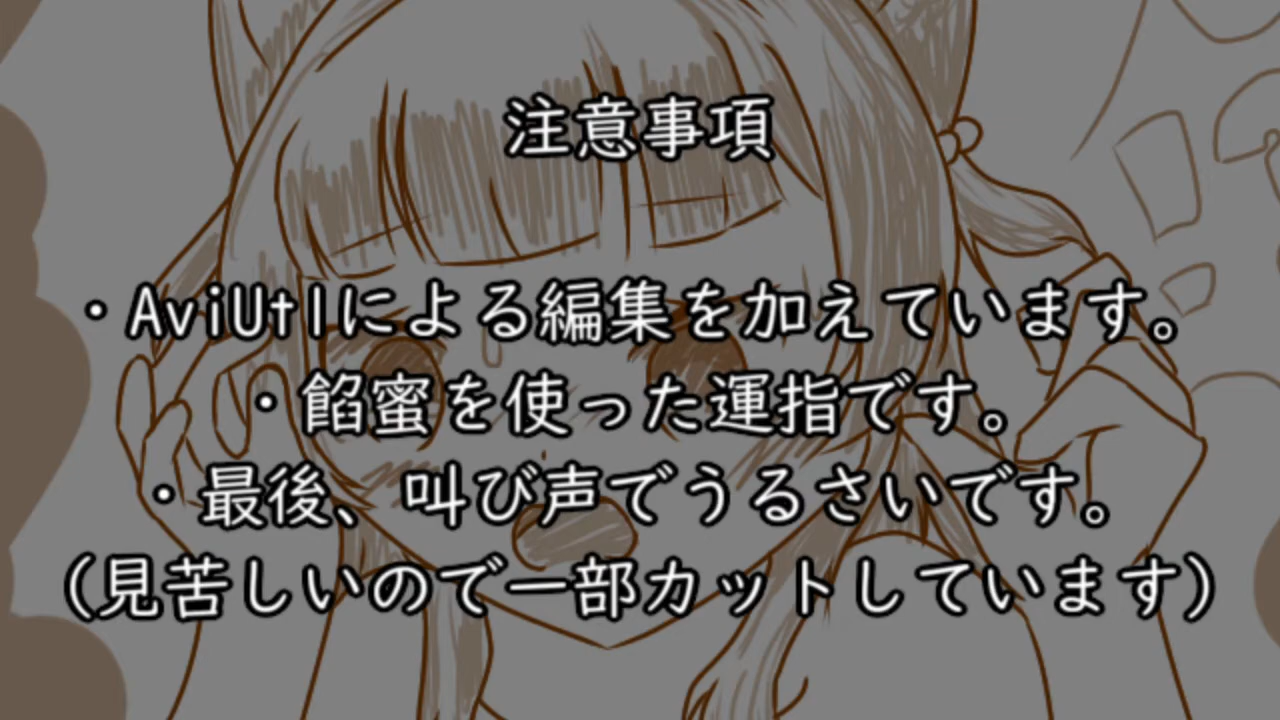 注意事項
・AviUtlによる編集を加えています。
・餡蜜を使った運指です。
・最後、叫び声でうるさいです。
(見苦しいので一部カットしています)